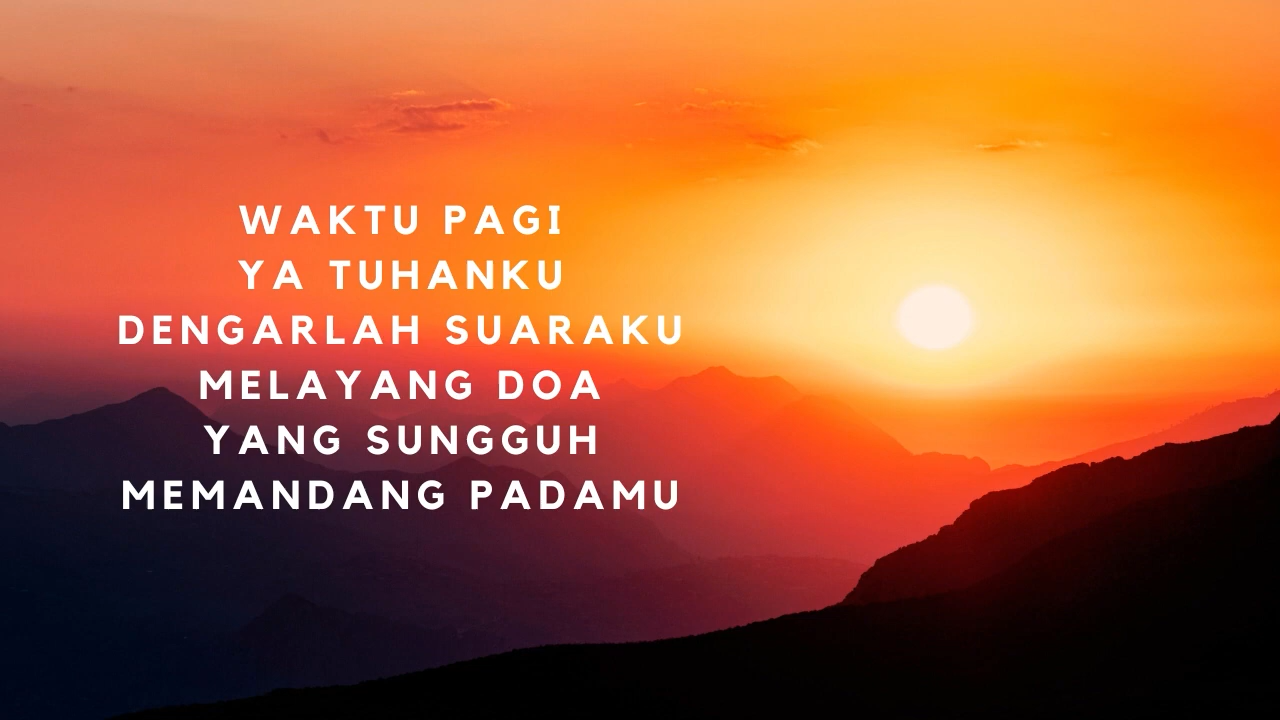 WAKTU PAGI
YA TUHANKU
DENGARLAH SUARAKU
MELAYANG DOA
YANG SUNGGUH
MEMANDANG PADAMU